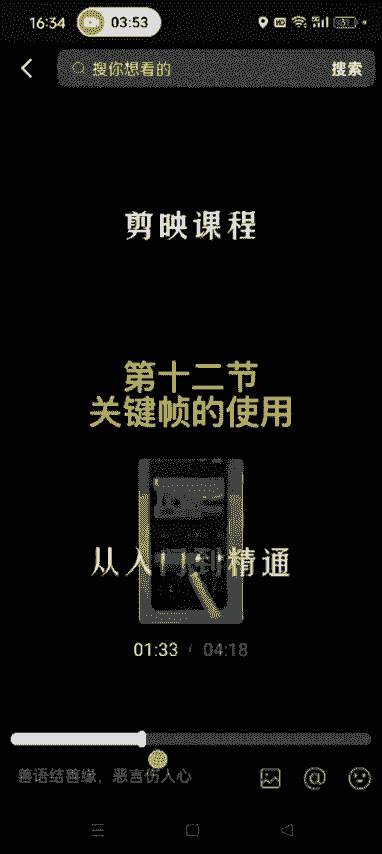 16:34
03:53
搜你想看的 搜索
剪映课程
第十二节
关键帧的使用
从入门到精通
01:33 / 04:18
善语结善缘，恶言伤人心